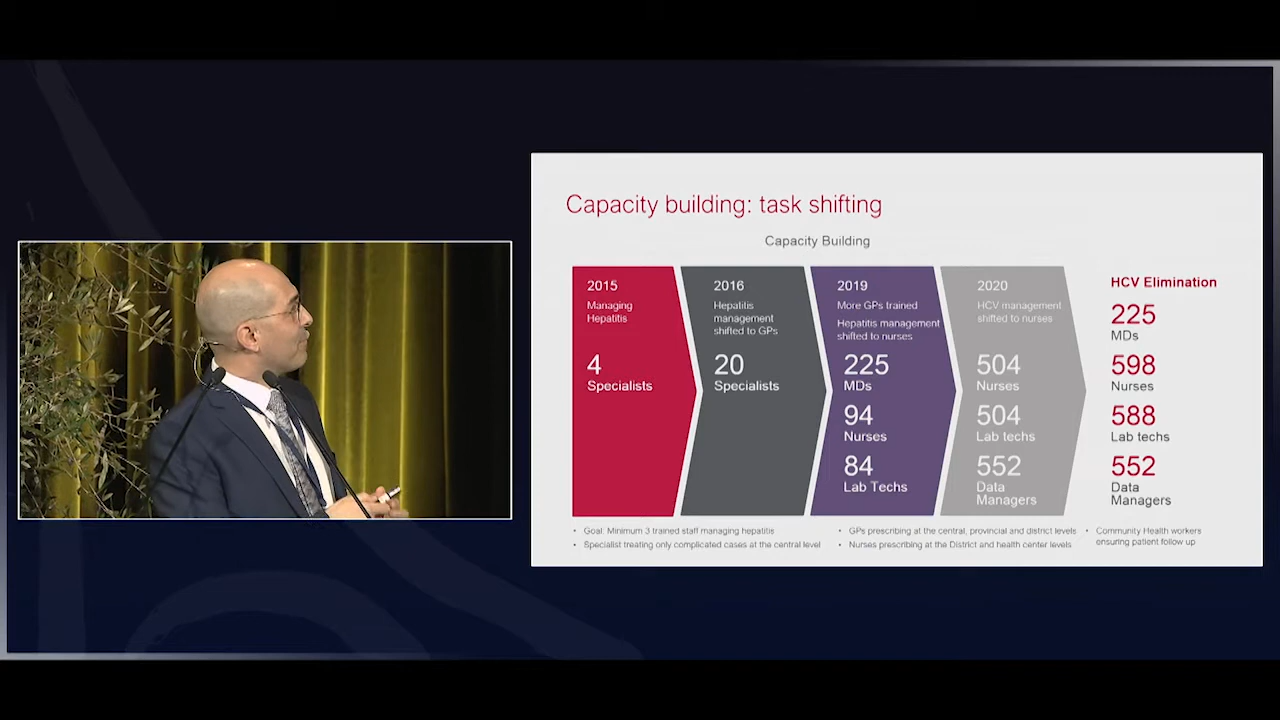 Capacity building: task shifting
Capacity Building
2015
Managing
Hepatitis
4
Specialists
2016
Hepatitis
management
shifted to GPs
20
Specialists
2019
More GPs trained
Hepatitis management
shifted to nurses
225
MDs
94
Nurses
84
Lab Techs
2020
HCV management
shifted to nurses
504
Nurses
504
Lab techs
552
Data
Managers
HCV Elimination
225
MDs
598
Nurses
588
Lab techs
552
Data
Managers
• Goal: Minimum 3 trained staff managing hepatitis
• Specialist treating only complicated cases at the central level
• GPs prescribing at the central, provincial and district levels
• Nurses prescribing at the District and health center levels
• Community Health workers
ensuring patient follow up